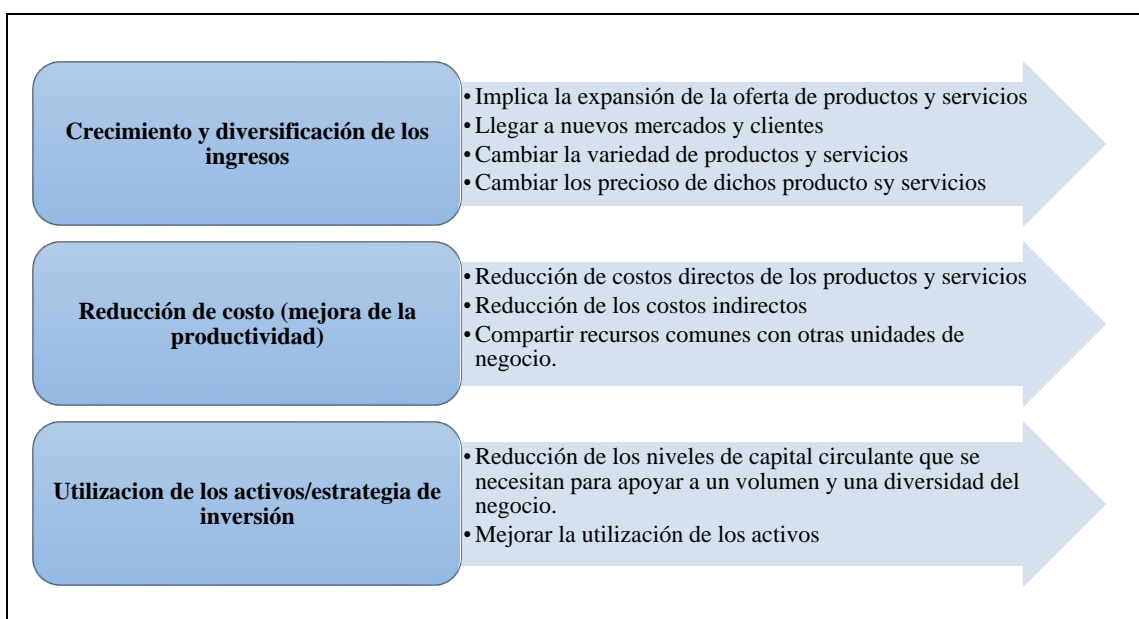 Crecimiento y diversificación de los
ingresos
• Implica la expansión de la oferta de productos y servicios
• Llegar a nuevos mercados y clientes
• Cambiar la variedad de productos y servicios
• Cambiar los precioso de dichos producto sy servicios
Reducción de costo (mejora de la
productividad)
• Reducción de costos directos de los productos y servicios
• Reducción de los costos indirectos
• Compartir recursos comunes con otras unidades de
negocio.
Utilizacion de los activos/estrategia de
inversión
• Reducción de los niveles de capital circulante que se
necesitan para apoyar a un volumen y una diversidad del
negocio.
• Mejorar la utilización de los activos